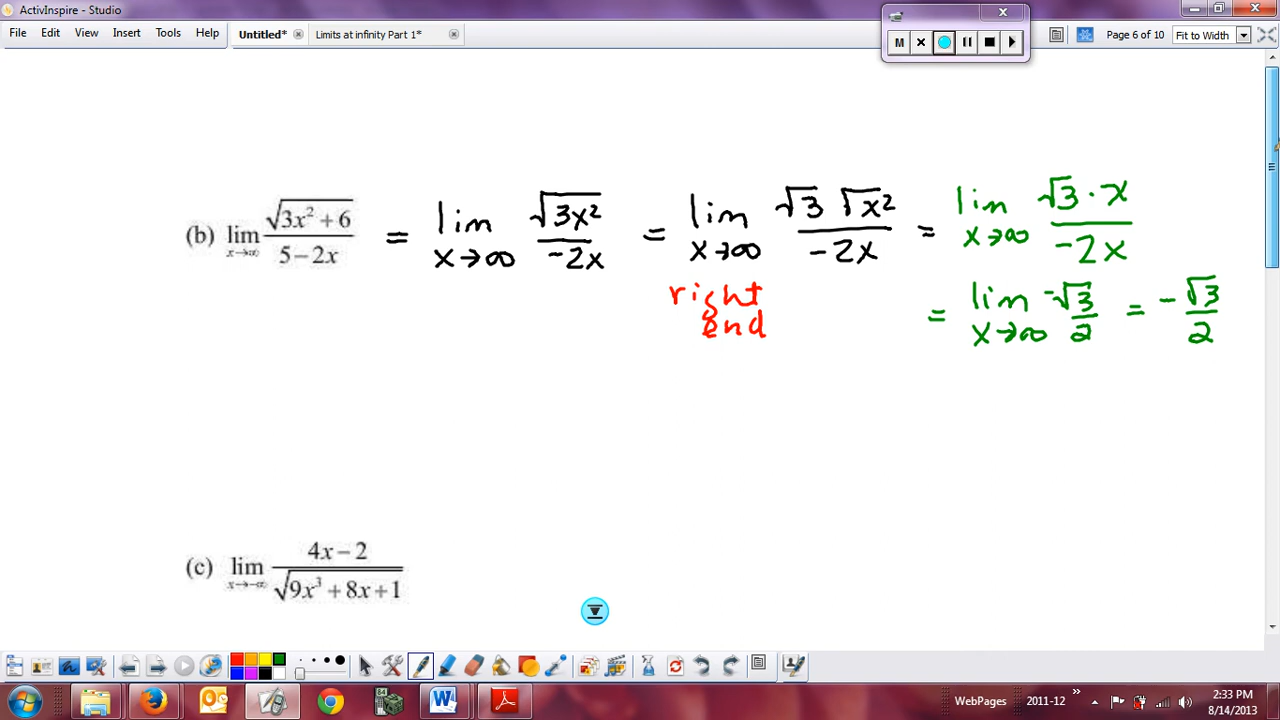 ActivInspire - Studio
File Edit View Insert Tools Help Untitled* Limits at infinity Part 1* Page 6 of 10 Fit to Width
M
(b) lim x→∞ √(3x² + 6) / (5 − 2x) = lim x→∞ √(3x²) / −2x = lim x→∞ √3 √x² / −2x = lim x→∞ √3 · x / −2x
right
end
= lim x→∞ −√3 / 2 = − √3 / 2
(c) lim x→−∞ (4x − 2) / √(9x³ + 8x + 1)
WebPages 2011-12 » 2:33 PM
8/14/2013